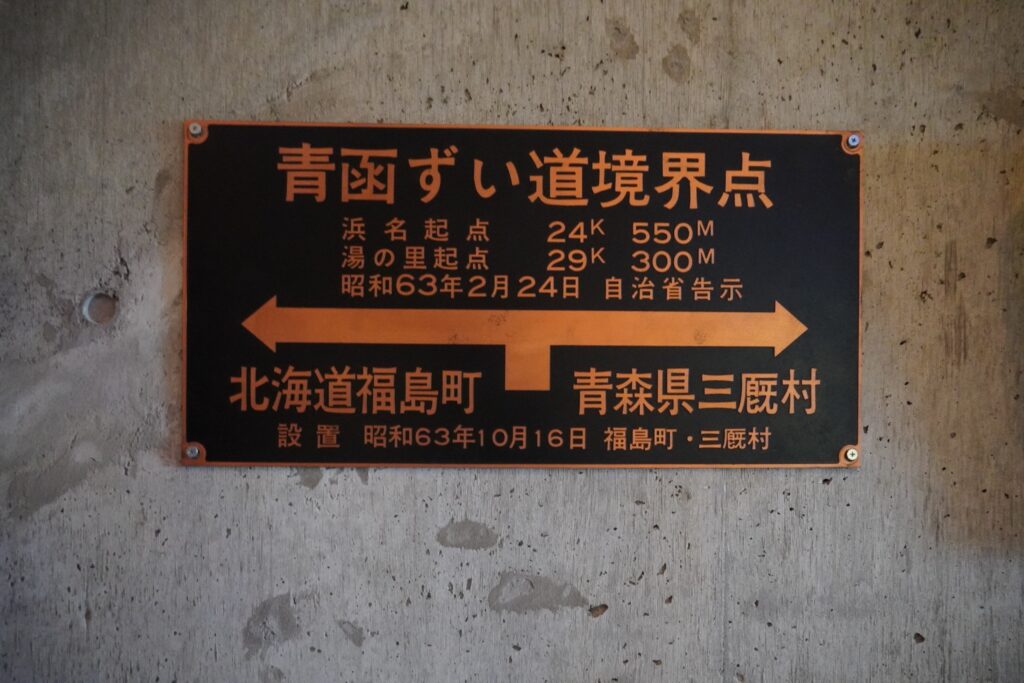 青函ずい道境界点
浜名起点 24K 550M
湯の里起点 29K 300M
昭和63年2月24日 自治省告示
北海道福島町 青森県三厩村
設置 昭和63年10月16日 福島町・三厩村